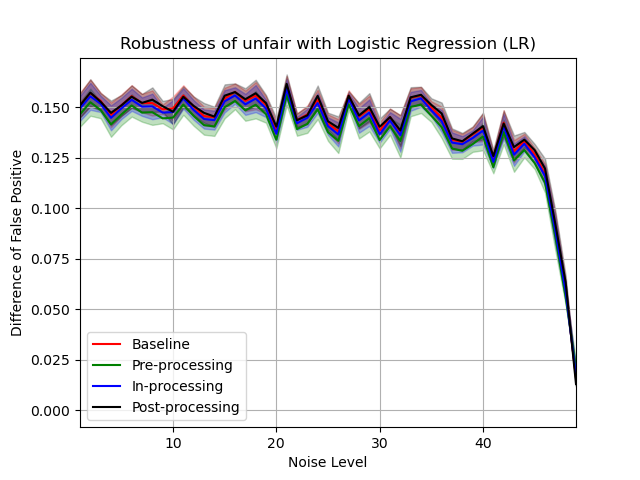 Robustness of unfair with Logistic Regression (LR)
Difference of False Positive
0.150
0.125
0.100
0.075
0.050
0.025
0.000
Baseline
Pre-processing
In-processing
Post-processing
10
20
30
40
Noise Level